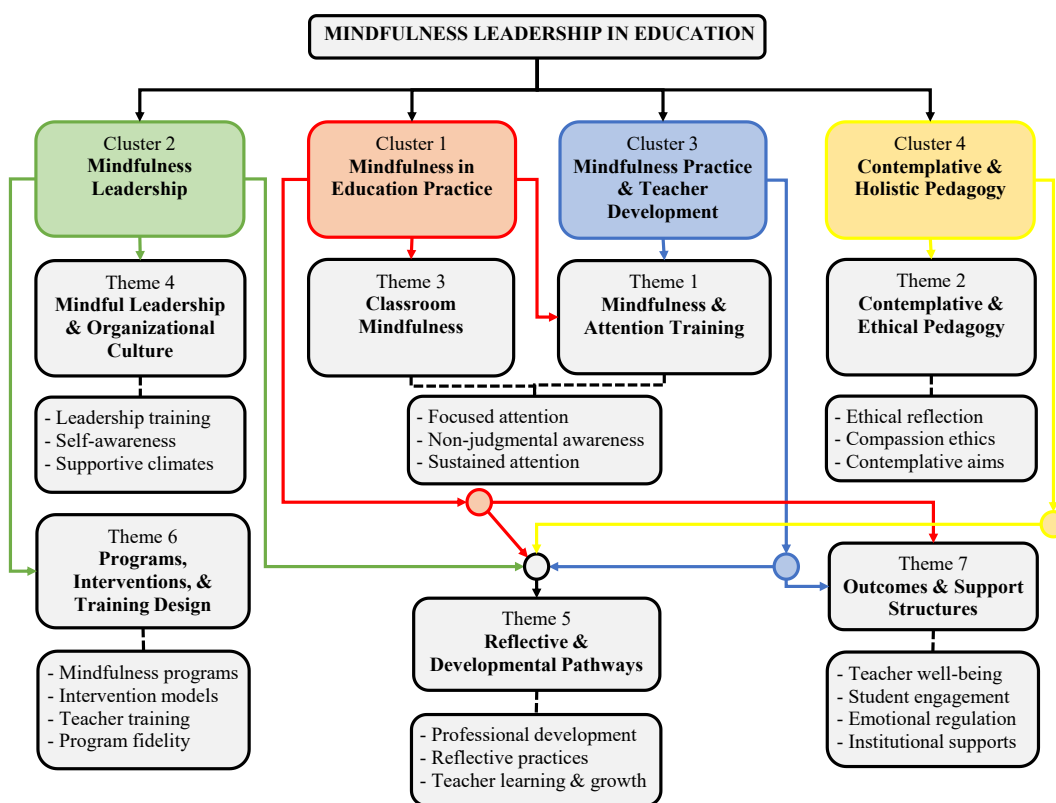 MINDFULNESS LEADERSHIP IN EDUCATION
Cluster 2
Mindfulness
Leadership
Cluster 1
Mindfulness in
Education Practice
Cluster 3
Mindfulness Practice
& Teacher
Development
Cluster 4
Contemplative &
Holistic Pedagogy
Theme 4
Mindful Leadership
& Organizational
Culture
Theme 3
Classroom
Mindfulness
Theme 1
Mindfulness &
Attention Training
Theme 2
Contemplative &
Ethical Pedagogy
- Leadership training
- Self-awareness
- Supportive climates
- Focused attention
- Non-judgmental awareness
- Sustained attention
- Ethical reflection
- Compassion ethics
- Contemplative aims
Theme 6
Programs,
Interventions, &
Training Design
Theme 5
Reflective &
Developmental Pathways
Theme 7
Outcomes & Support
Structures
- Mindfulness programs
- Intervention models
- Teacher training
- Program fidelity
- Professional development
- Reflective practices
- Teacher learning & growth
- Teacher well-being
- Student engagement
- Emotional regulation
- Institutional supports